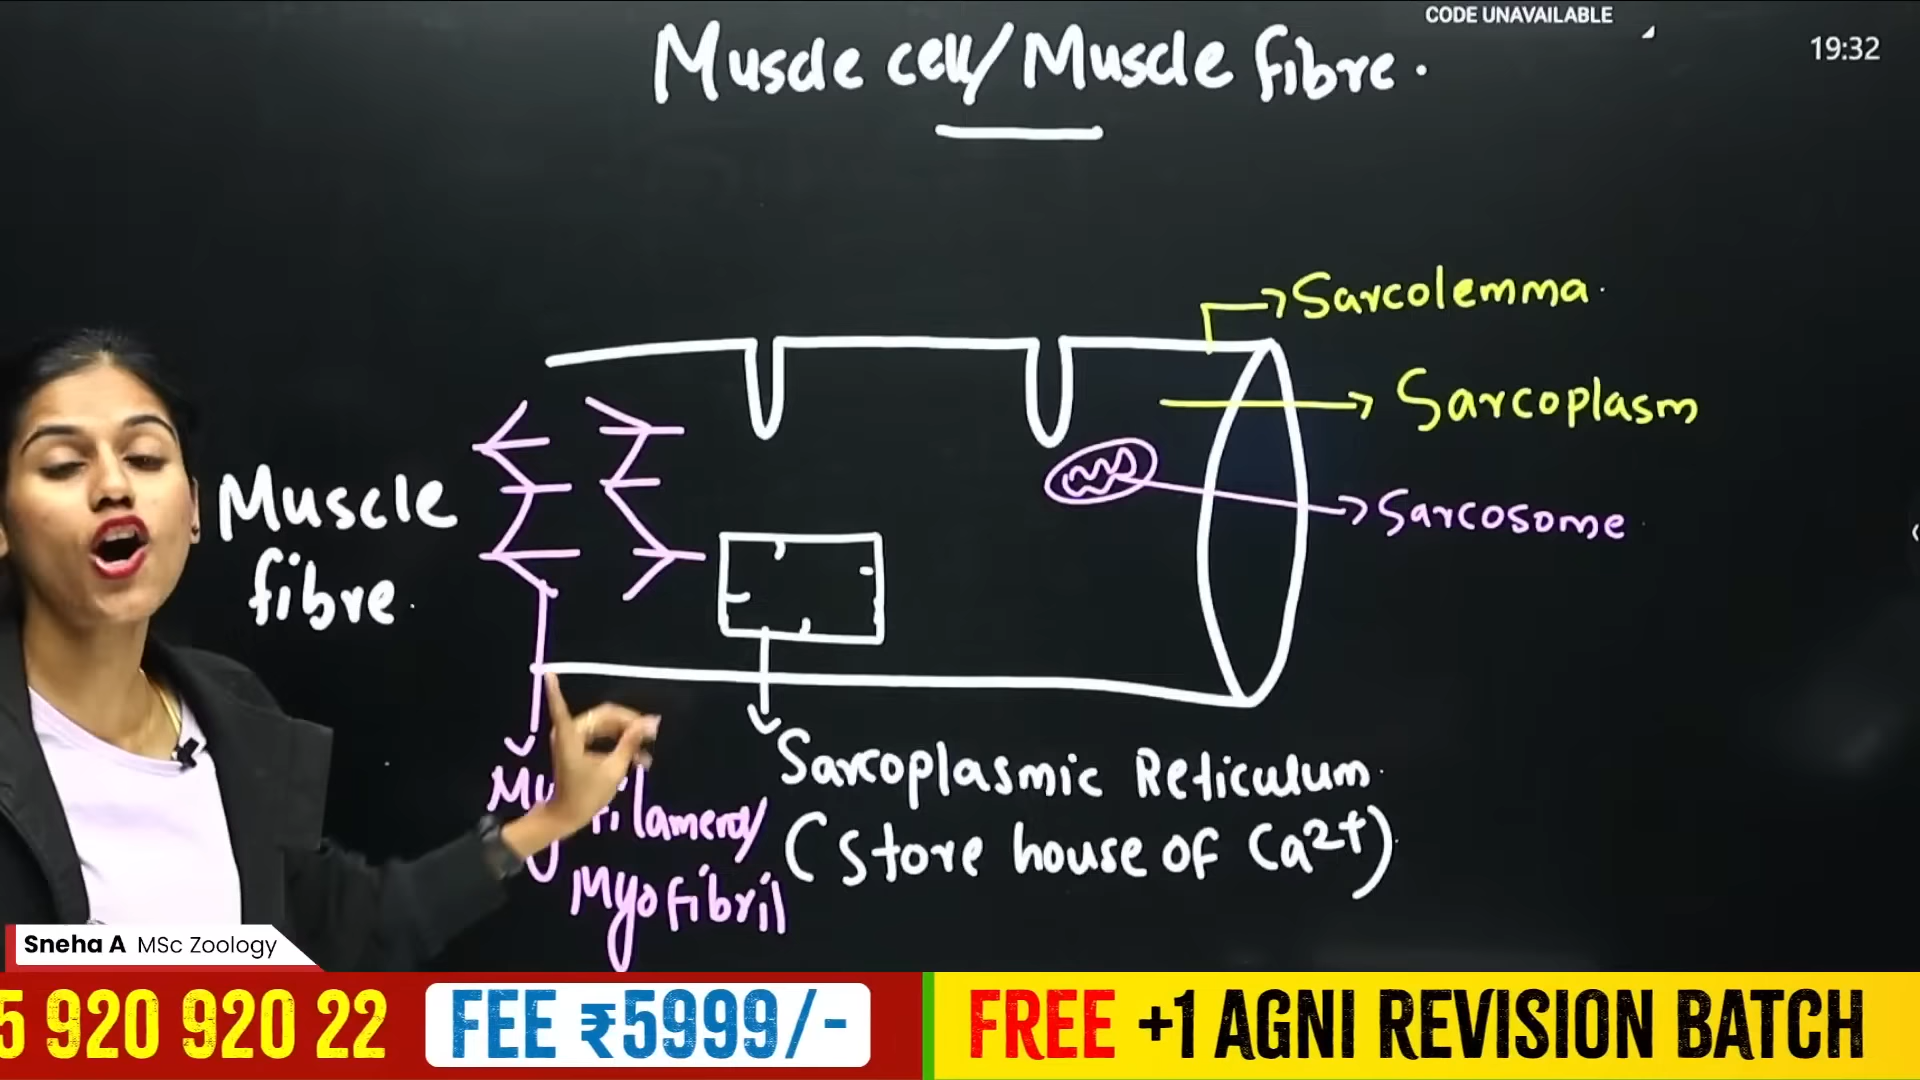 CODE UNAVAILABLE
19:32
Muscle cell/Muscle fibre.
Sarcolemma
Sarcoplasm
Sarcosome
Muscle
fibre.
Sarcoplasmic Reticulum
(Store house of Ca2+)
Myofibril
Sneha A MSc Zoology
5 920 920 22
FEE ₹5999/-
FREE +1 AGNI REVISION BATCH